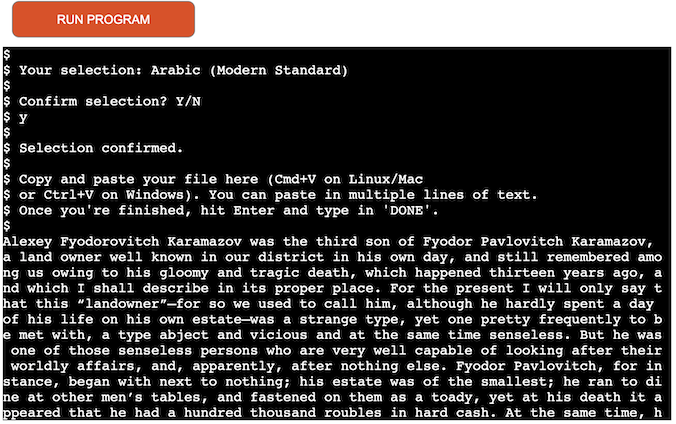 RUN PROGRAM
$
$ Your selection: Arabic (Modern Standard)
$
$ Confirm selection? Y/N
$ y
$
$ Selection confirmed.
$
$ Copy and paste your file here (Cmd+V on Linux/Mac
$ or Ctrl+V on Windows). You can paste in multiple lines of text.
$ Once you're finished, hit Enter and type in 'DONE'.
$
Alexey Fyodorovitch Karamazov was the third son of Fyodor Pavlovitch Karamazov,
a land owner well known in our district in his own day, and still remembered amo
ng us owing to his gloomy and tragic death, which happened thirteen years ago, a
nd which I shall describe in its proper place. For the present I will only say t
hat this “landowner”—for so we used to call him, although he hardly spent a day
of his life on his own estate—was a strange type, yet one pretty frequently to b
e met with, a type abject and vicious and at the same time senseless. But he was
one of those senseless persons who are very well capable of looking after their
worldly affairs, and, apparently, after nothing else. Fyodor Pavlovitch, for in
stance, began with next to nothing; his estate was of the smallest; he ran to di
ne at other men’s tables, and fastened on them as a toady, yet at his death it a
ppeared that he had a hundred thousand roubles in hard cash. At the same time, h